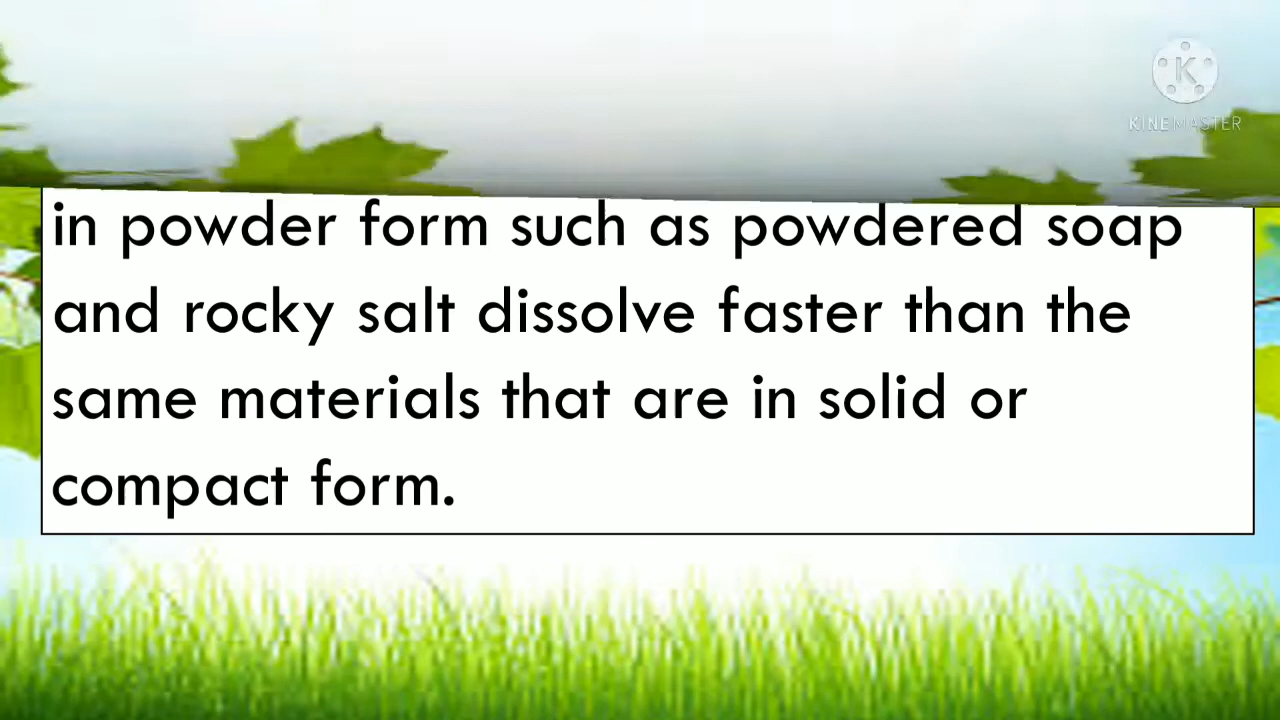 KINEMASTER
in powder form such as powdered soap
and rocky salt dissolve faster than the
same materials that are in solid or
compact form.